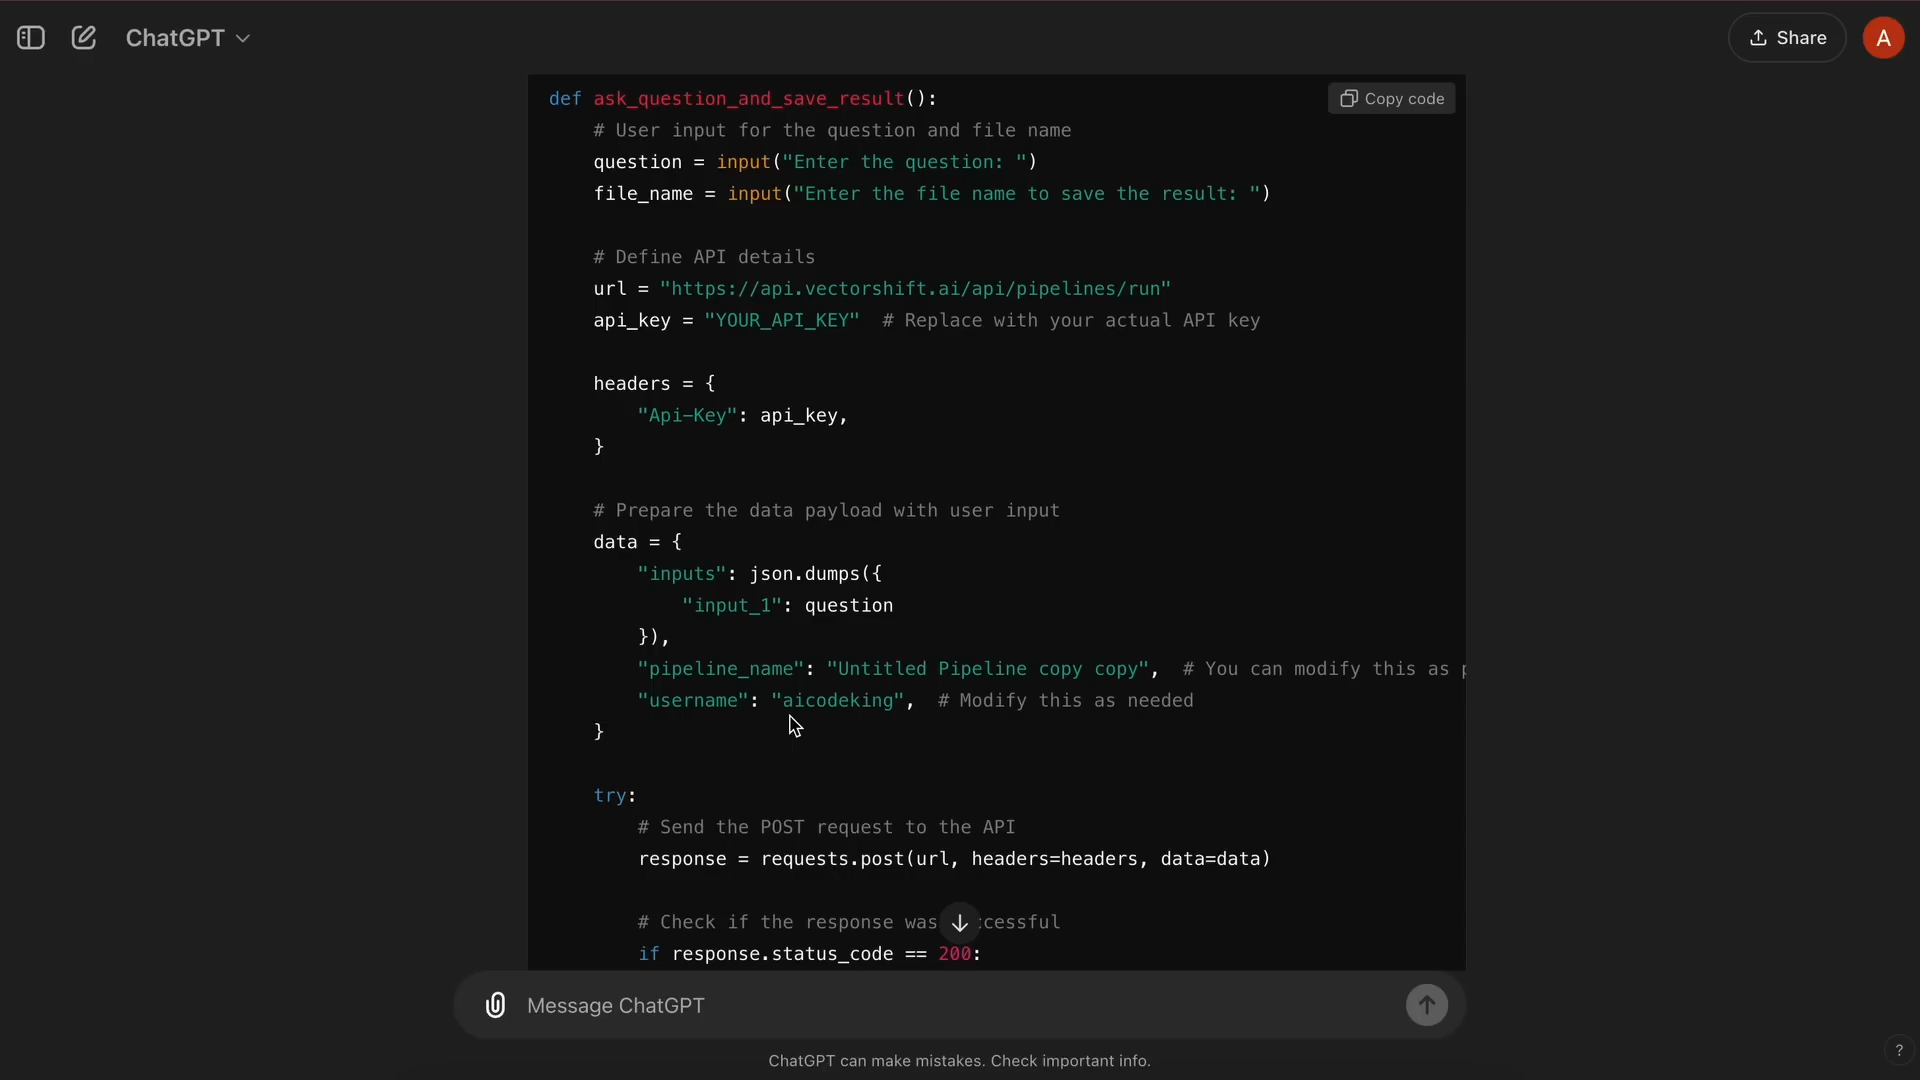 ChatGPT
Share
A
def ask_question_and_save_result():
Copy code
# User input for the question and file name
question = input("Enter the question: ")
file_name = input("Enter the file name to save the result: ")
# Define API details
url = "https://api.vectorshift.ai/api/pipelines/run"
api_key = "YOUR_API_KEY"  # Replace with your actual API key
headers = {
"Api-Key": api_key,
}
# Prepare the data payload with user input
data = {
"inputs": json.dumps({
"input_1": question
}),
"pipeline_name": "Untitled Pipeline copy copy",  # You can modify this as
"username": "aicodeking",  # Modify this as needed
}
try:
# Send the POST request to the API
response = requests.post(url, headers=headers, data=data)
# Check if the response was ccessful
if response.status_code == 200:
Message ChatGPT
ChatGPT can make mistakes. Check important info.
?